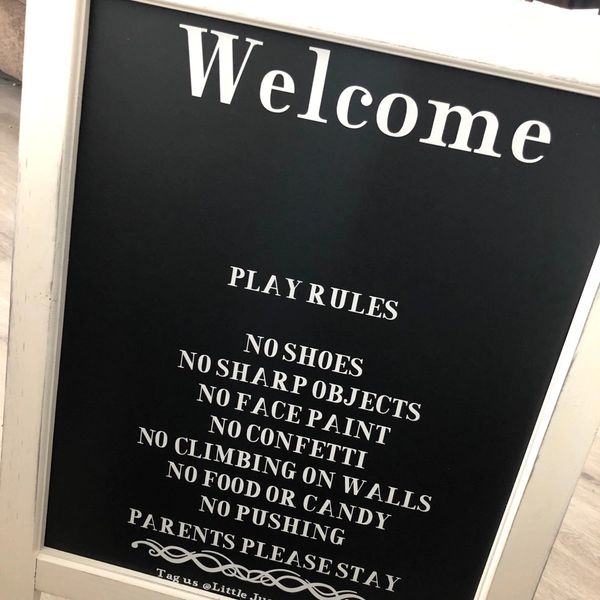 Welcome
PLAY RULES
NO SHOES
NO SHARP OBJECTS
NO FACE PAINT
NO CONFETTI
NO CLIMBING ON WALLS
NO FOOD OR CANDY
NO PUSHING
PARENTS PLEASE STAY
Tag us @Little